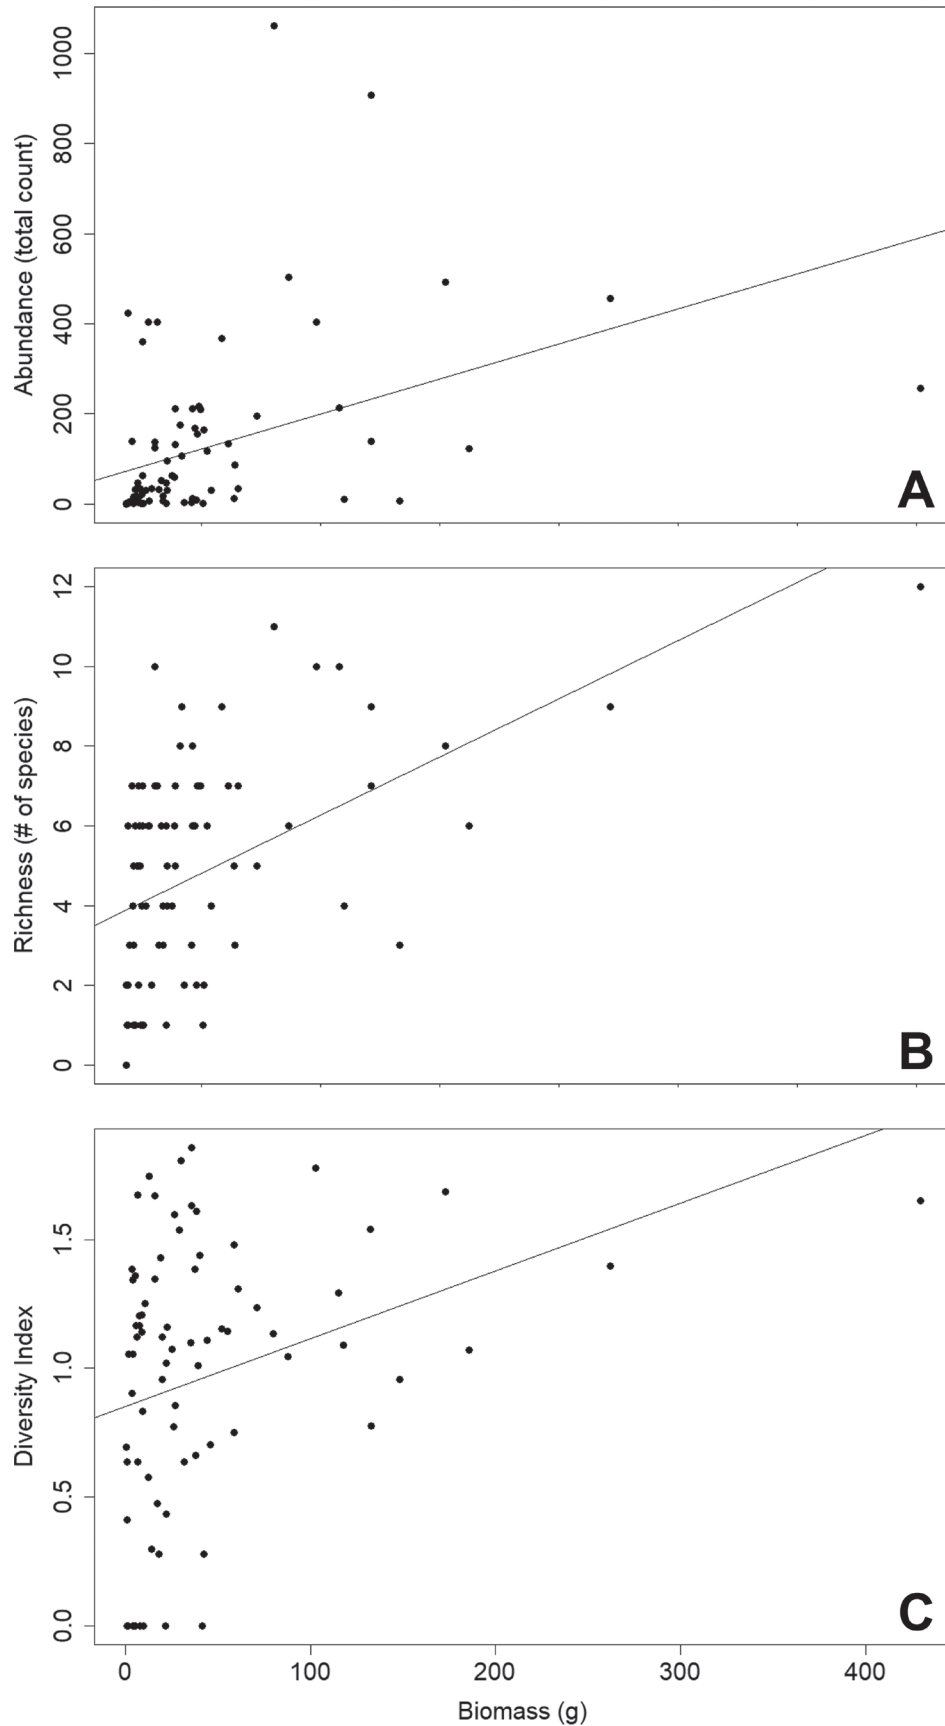 Abundance (total count)
1000
800
600
400
200
0
A
Richness (# of species)
12
10
8
6
4
2
0
B
Diversity Index
1.5
1.0
0.5
0.0
C
0 100 200 300 400
Biomass (g)